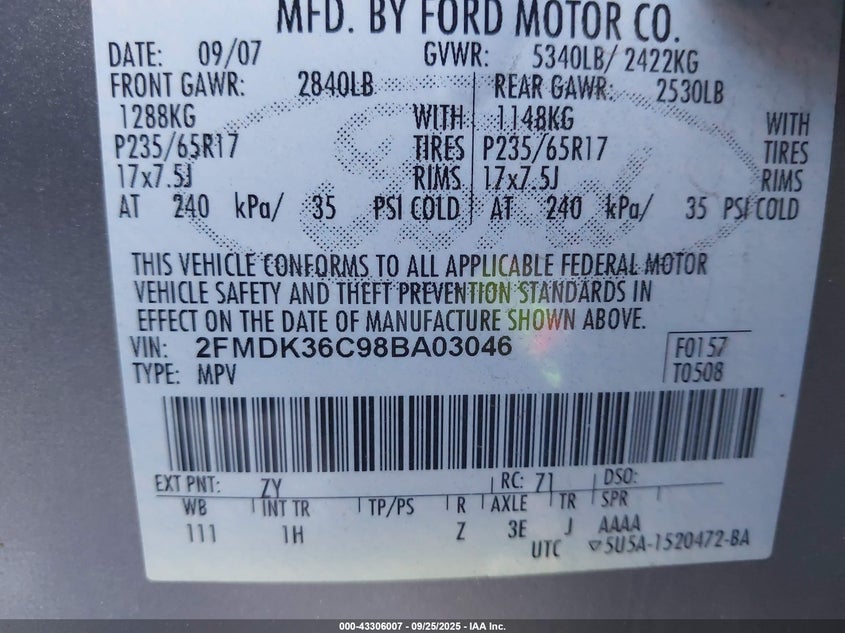 MFD. BY FORD MOTOR CO.
DATE: 09/07 GVWR: 5340LB/ 2422KG
FRONT GAWR: 2840LB REAR GAWR: 2530LB
1288KG WITH 1148KG WITH
P235/65R17 TIRES P235/65R17 TIRES
17x7.5J RIMS 17x7.5J RIMS
AT 240 kPa/ 35 PSI COLD AT 240 kPa/ 35 PSI COLD
THIS VEHICLE CONFORMS TO ALL APPLICABLE FEDERAL MOTOR
VEHICLE SAFETY AND THEFT PREVENTION STANDARDS IN
EFFECT ON THE DATE OF MANUFACTURE SHOWN ABOVE.
VIN: 2FMDK36C98BA03046 F0157
TYPE: MPV T0508
EXT PNT: ZY RC: 71 DSO:
WB INT TR TP/PS R AXLE TR SPR
111 1H Z 3E J AAAA
UTC ▽5U5A-1520472-BA
000-43306007 | 09/25/2025 - IAA Inc.